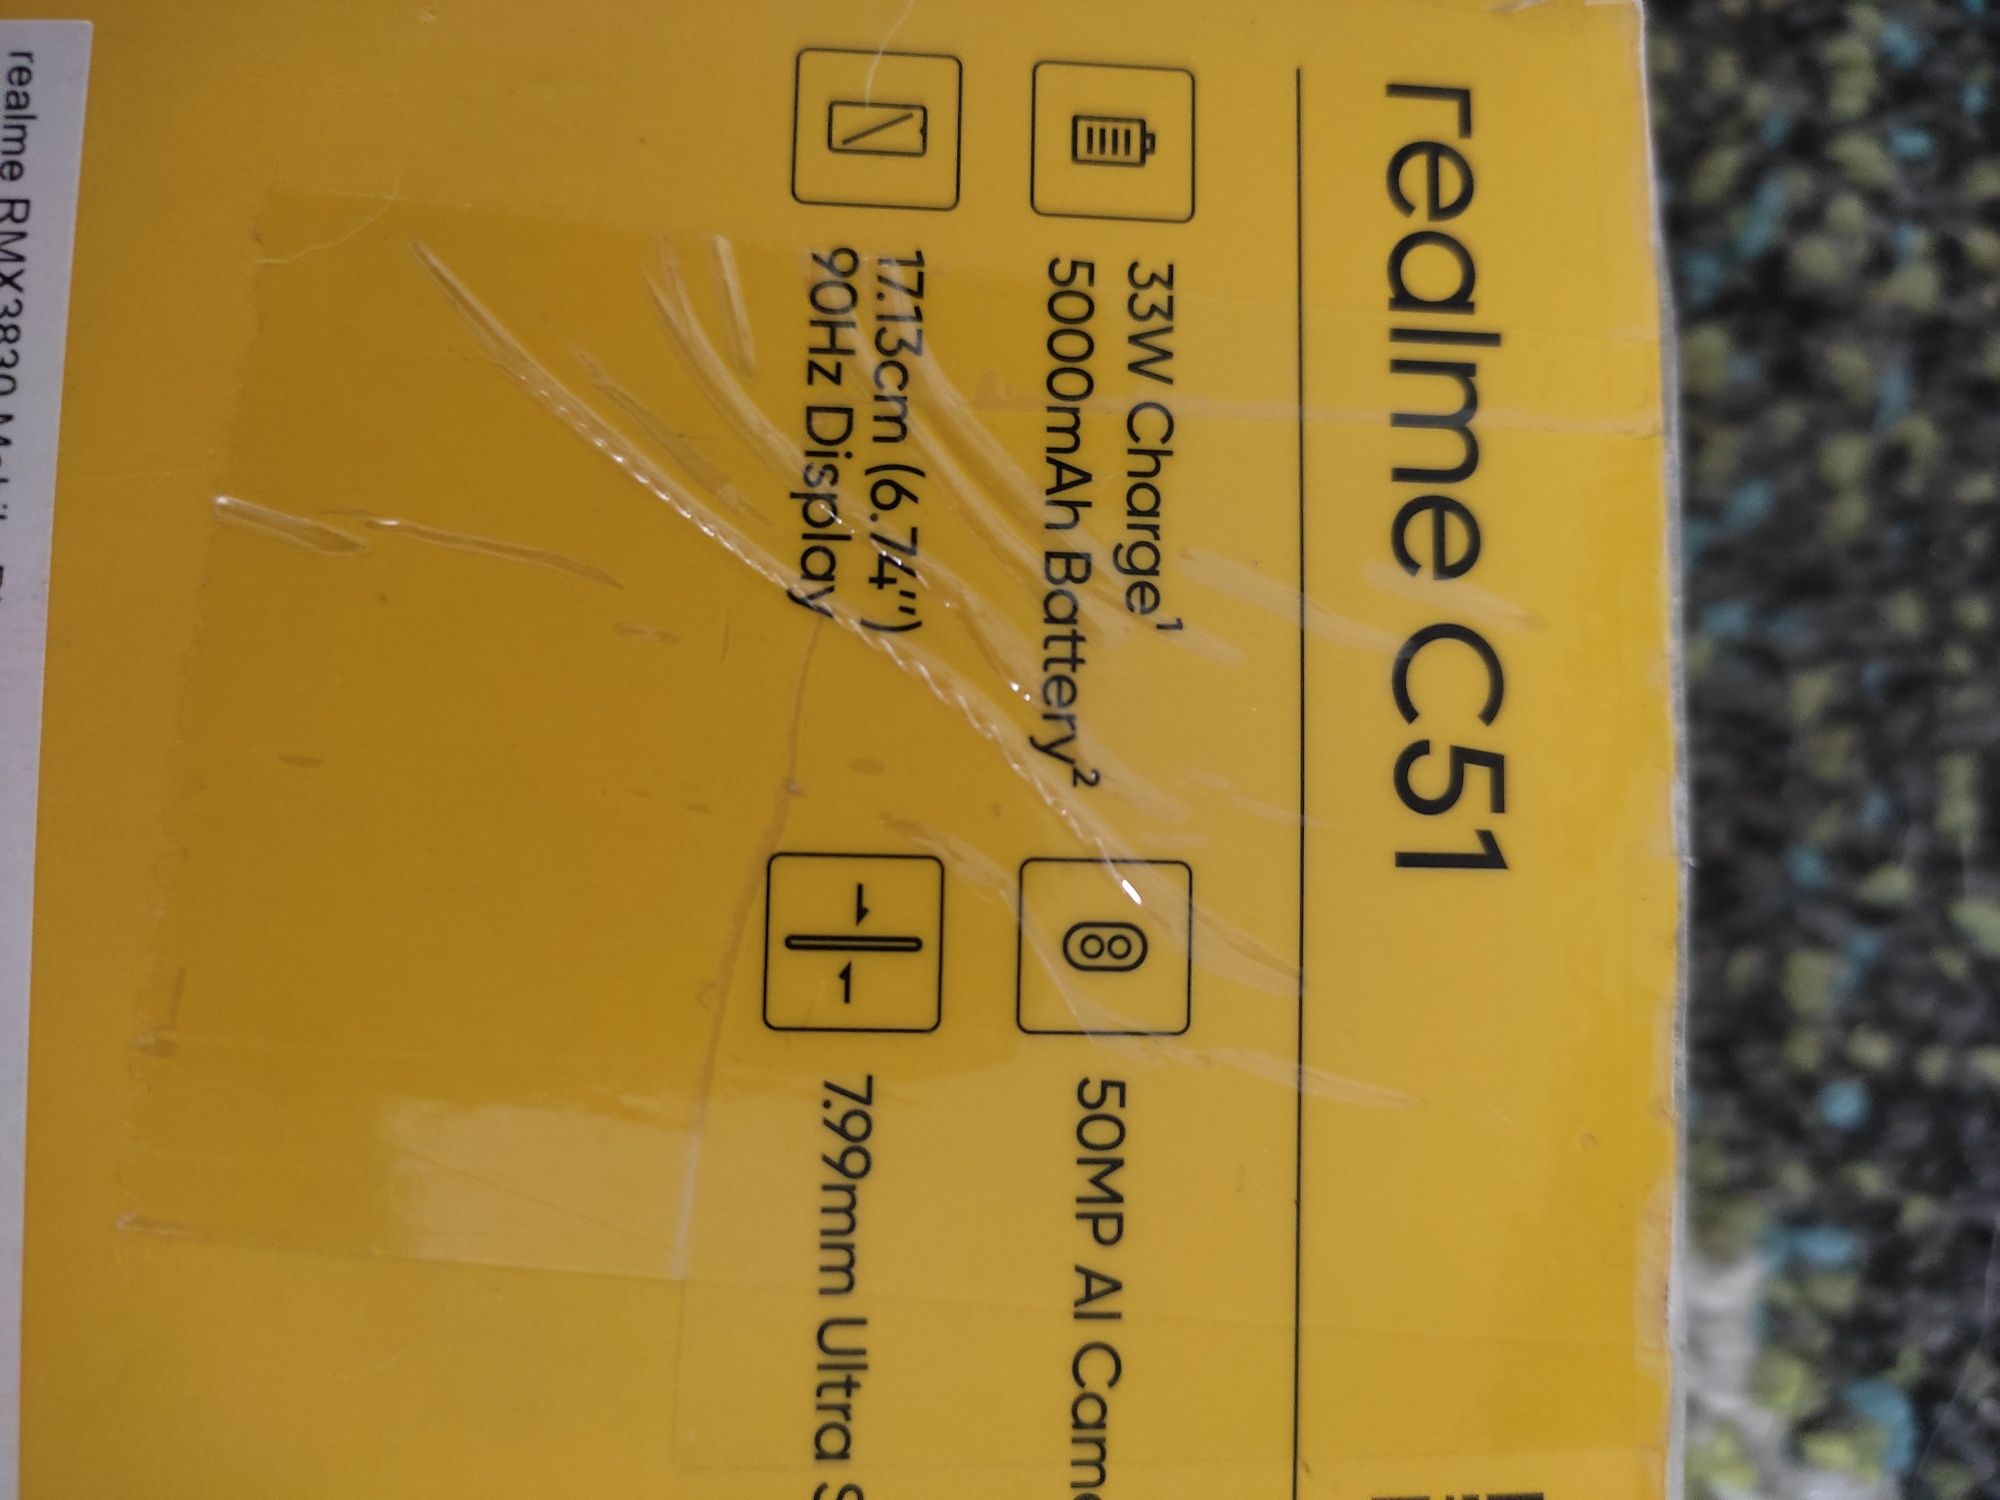 realme C51
33W Charge¹
5000mAh Battery²
50MP AI
17.13cm (6.74")
90Hz Display
7.99mm Ultra
realme RMX3830